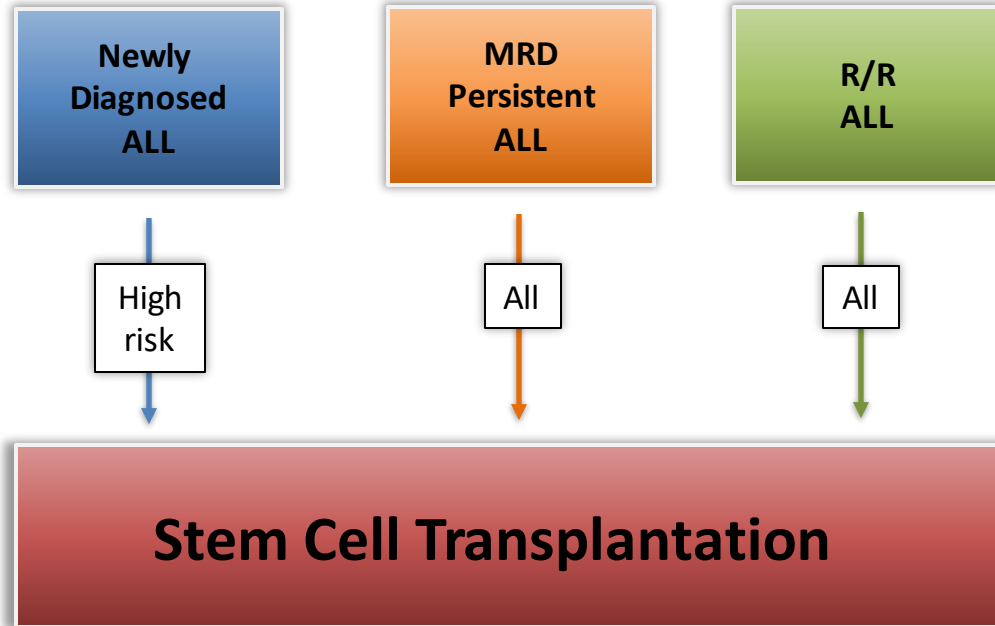 Newly
Diagnosed
ALL
MRD
Persistent
ALL
R/R
ALL
High
risk
All
All
Stem Cell Transplantation